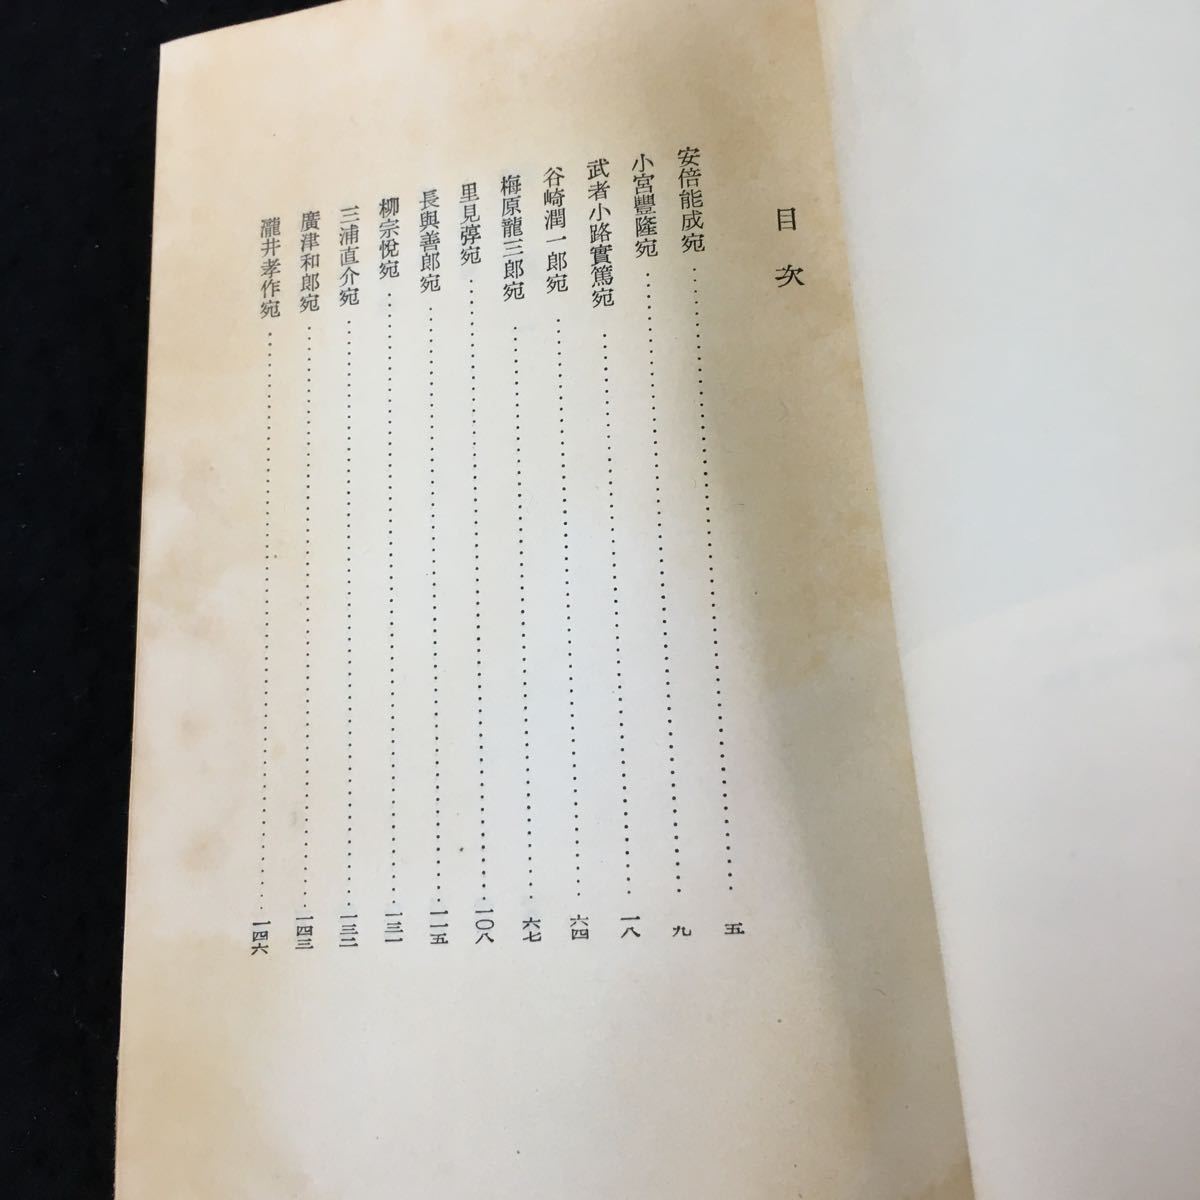 目次
安倍能成宛……五
小宮豐隆宛……九
武者小路實篤宛……一八
谷崎潤一郎宛……六四
梅原龍三郎宛……六七
里見弴宛……一〇八
長與善郎宛……一一五
柳宗悅宛……一三一
三浦直介宛……一三二
廣津和郎宛……一四三
瀧井孝作宛……一四六